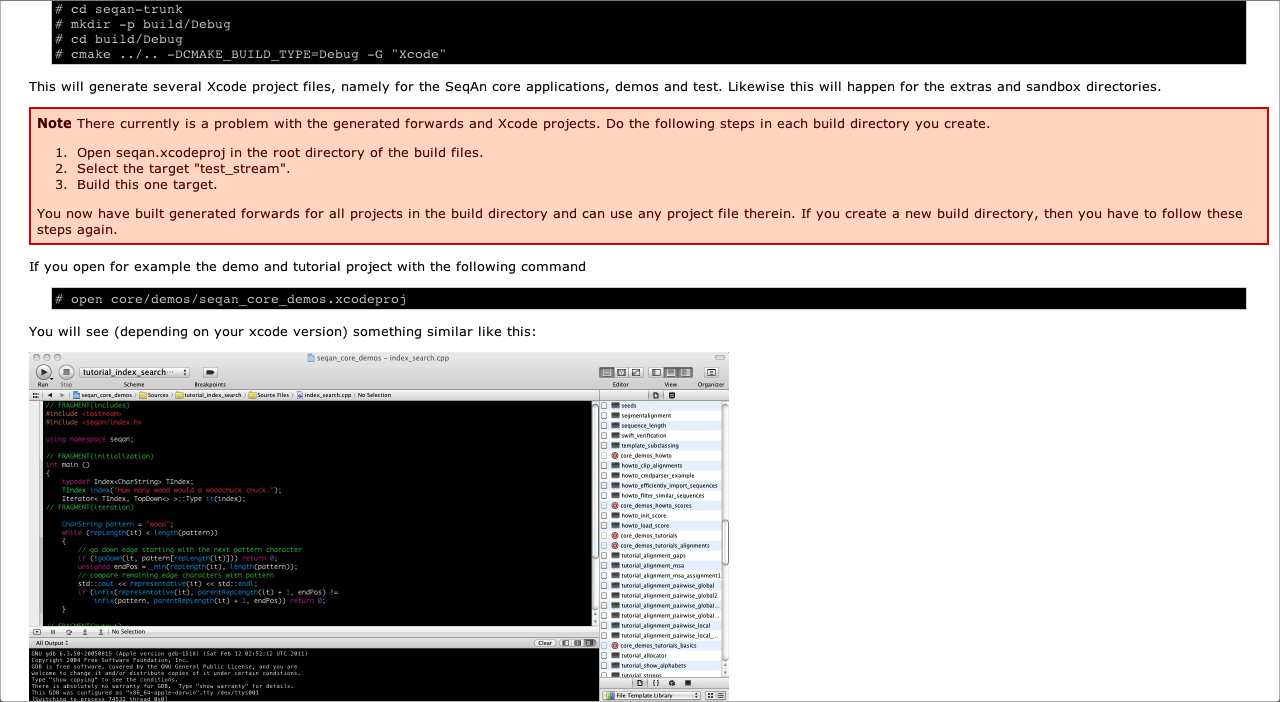 # cd seqan-trunk
# mkdir -p build/Debug
# cd build/Debug
# cmake ../.. -DCMAKE_BUILD_TYPE=Debug -G "Xcode"
This will generate several Xcode project files, namely for the SeqAn core applications, demos and test. Likewise this will happen for the extras and sandbox directories.
Note There currently is a problem with the generated forwards and Xcode projects. Do the following steps in each build directory you create.
1. Open seqan.xcodeproj in the root directory of the build files.
2. Select the target "test_stream".
3. Build this one target.
You now have built generated forwards for all projects in the build directory and can use any project file therein. If you create a new build directory, then you have to follow these
steps again.
If you open for example the demo and tutorial project with the following command
# open core/demos/seqan_core_demos.xcodeproj
You will see (depending on your xcode version) something similar like this:
seqan_core_demos - index_search.cpp
tutorial_index_search···
Run Stop Scheme Breakpoints Editor View Organizer
seqan_core_demos Sources tutorial_index_search Source Files index_search.cpp No Selection
// FRAGMENT(includes)
#include <iostream>
#include <seqan/index.h>
using namespace seqan;
// FRAGMENT(initialization)
int main ()
{
typedef Index<CharString> TIndex;
TIndex index("How many wood would a woodchuck chuck.");
Iterator< TIndex, TopDown<> >::Type it(index);
// FRAGMENT(iteration)
CharString pattern = "wood";
while (repLength(it) < length(pattern))
{
// go down edge starting with the next pattern character
if (!goDown(it, pattern[repLength(it)])) return 0;
unsigned endPos = _min(repLength(it), length(pattern));
// compare remaining edge characters with pattern
std::cout << representative(it) << std::endl;
if (infix(representative(it), parentRepLength(it) + 1, endPos) !=
infix(pattern, parentRepLength(it) + 1, endPos)) return 0;
}
// FRAGMENT(output)
No Selection
All Output
Clear
GNU gdb 6.3.50-20050815 (Apple version gdb-1518) (Sat Feb 12 02:52:12 UTC 2011)
Copyright 2004 Free Software Foundation, Inc.
GDB is free software, covered by the GNU General Public License, and you are
welcome to change it and/or distribute copies of it under certain conditions.
Type "show copying" to see the conditions.
There is absolutely no warranty for GDB. Type "show warranty" for details.
This GDB was configured as "x86_64-apple-darwin".tty /dev/ttys001
[Switching to process 74532 thread 0x0]
seeds
segmentalignment
sequence_length
swift_verification
template_subclassing
core_demos_howto
howto_clip_alignments
howto_cmdparser_example
howto_efficiently_import_sequences
howto_filter_similar_sequences
core_demos_howto_scores
howto_init_score
howto_load_score
core_demos_tutorials
core_demos_tutorials_alignments
tutorial_alignment_gaps
tutorial_alignment_msa
tutorial_alignment_msa_assignment1
tutorial_alignment_pairwise_global
tutorial_alignment_pairwise_global2
tutorial_alignment_pairwise_global...
tutorial_alignment_pairwise_global...
tutorial_alignment_pairwise_local
tutorial_alignment_pairwise_local_...
core_demos_tutorials_basics
tutorial_allocator
tutorial_show_alphabets
tutorial_strings
File Template Library